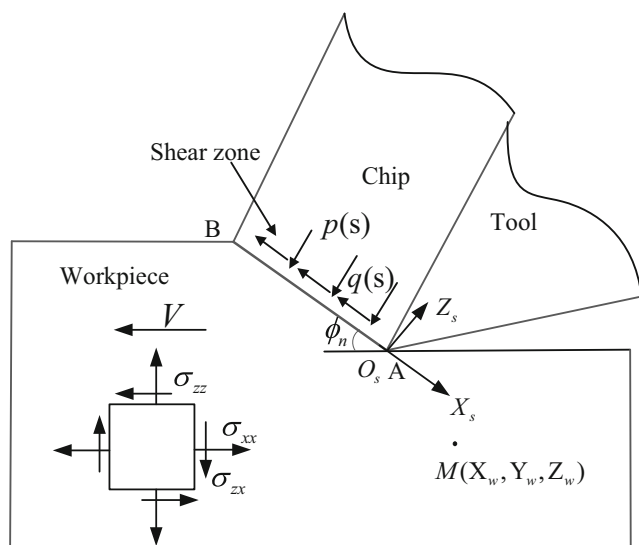 Shear zone
Chip
p(s)
B
Tool
q(s)
Workpiece
Z_s
V
ϕ_n
O_s A
σ_zz
X_s
σ_xx
σ_zx
M(X_w, Y_w, Z_w)